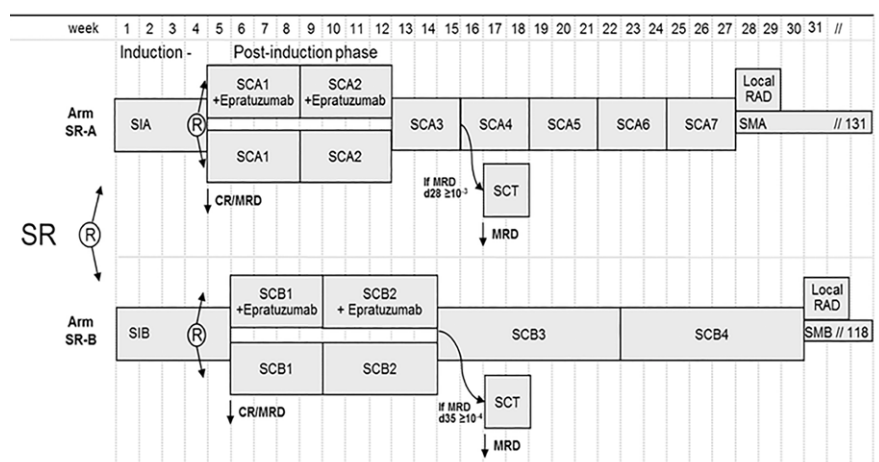 week 1 2 3 4 5 6 7 8 9 10 11 12 13 14 15 16 17 18 19 20 21 22 23 24 25 26 27 28 29 30 31 //
Induction - Post-induction phase
SCA1
+Epratuzumab
SCA2
+Epratuzumab
Local
RAD
Arm
SR-A
SIA
R
SCA3
SCA4
SCA5
SCA6
SCA7
SMA // 131
SCA1
SCA2
If MRD
d28 ≥10-3
SCT
CR/MRD
MRD
SR
R
SCB1
+Epratuzumab
SCB2
+ Epratuzumab
Local
RAD
Arm
SR-B
SIB
R
SCB3
SCB4
SMB // 118
SCB1
SCB2
If MRD
d35 ≥10-4
SCT
CR/MRD
MRD